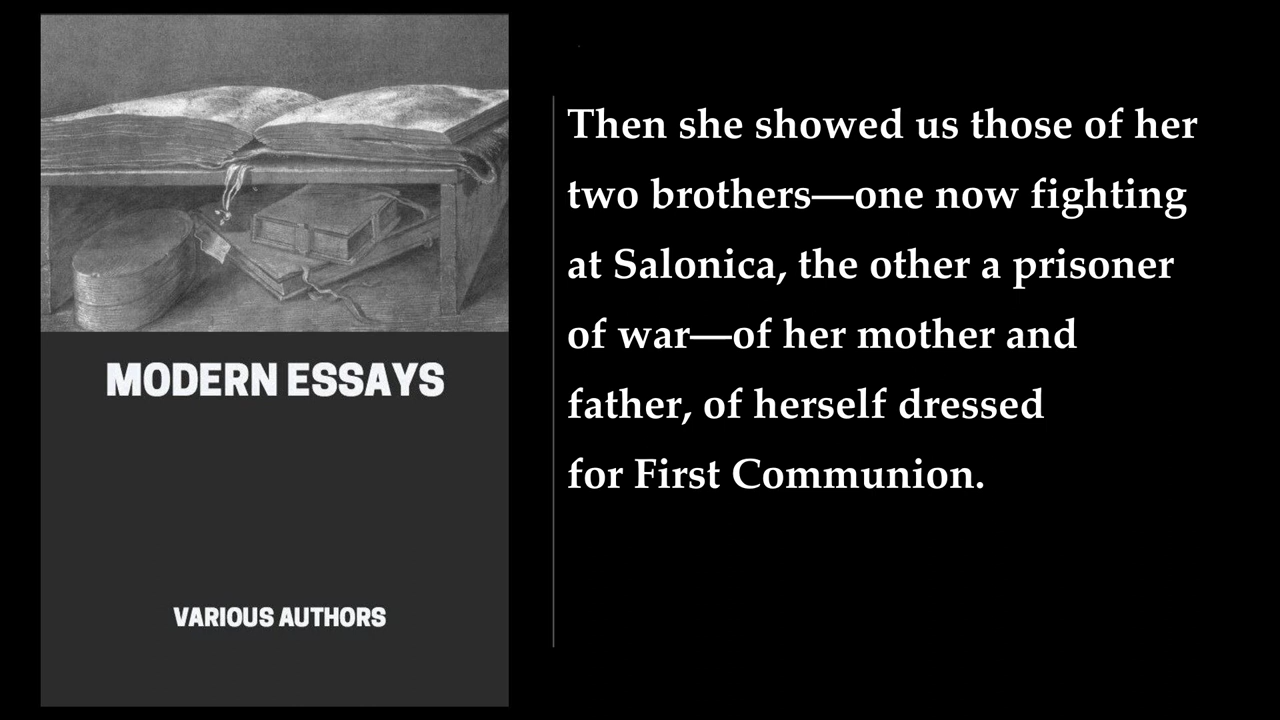 MODERN ESSAYS
VARIOUS AUTHORS
Then she showed us those of her
two brothers—one now fighting
at Salonica, the other a prisoner
of war—of her mother and
father, of herself dressed
for First Communion.